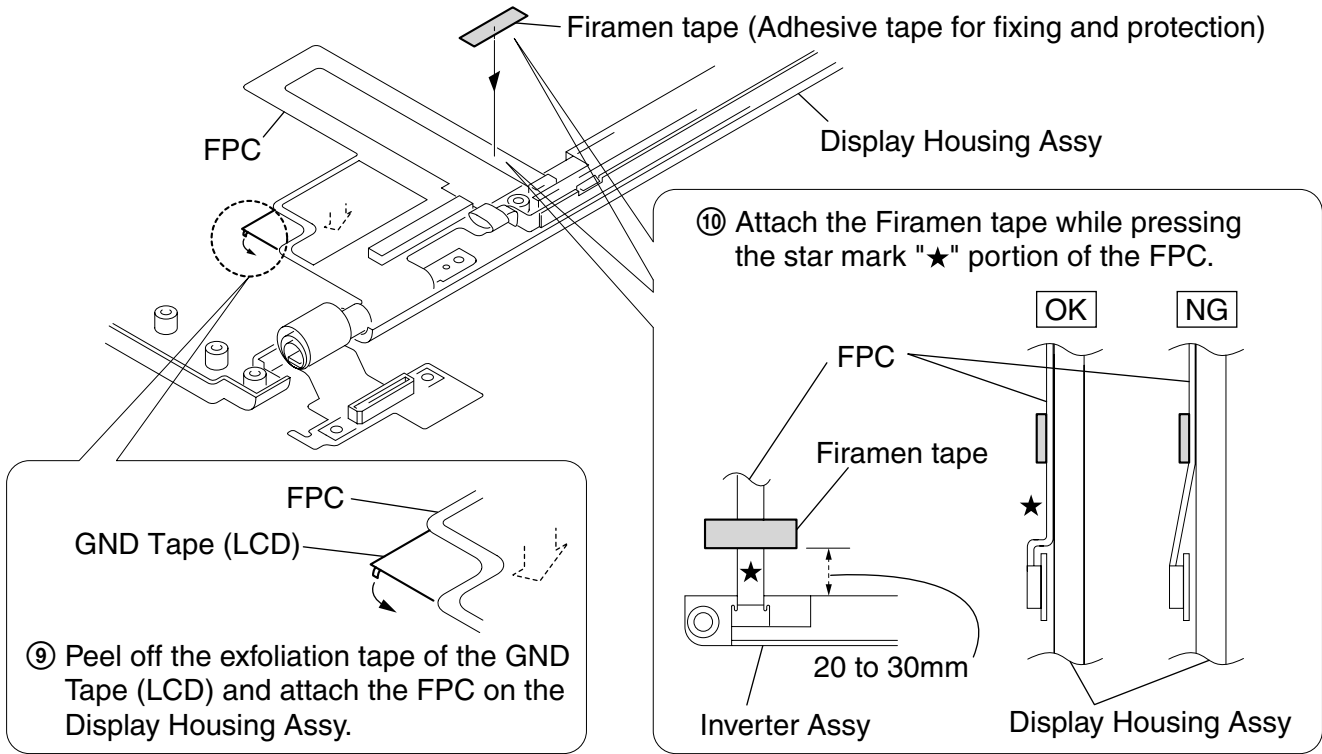 Firamen tape (Adhesive tape for fixing and protection)
FPC
Display Housing Assy
⑩ Attach the Firamen tape while pressing
the star mark "★" portion of the FPC.
OK
NG
FPC
Firamen tape
★
★
20 to 30mm
Inverter Assy
Display Housing Assy
FPC
GND Tape (LCD)
⑨ Peel off the exfoliation tape of the GND
Tape (LCD) and attach the FPC on the
Display Housing Assy.